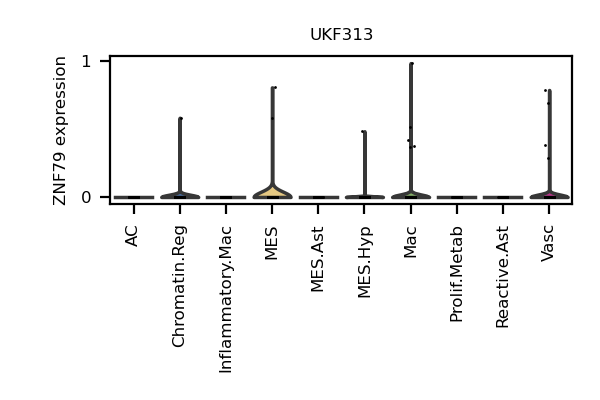 UKF313
ZNF79 expression
1
0
AC
Chromatin.Reg
Inflammatory.Mac
MES
MES.Ast
MES.Hyp
Mac
Prolif.Metab
Reactive.Ast
Vasc